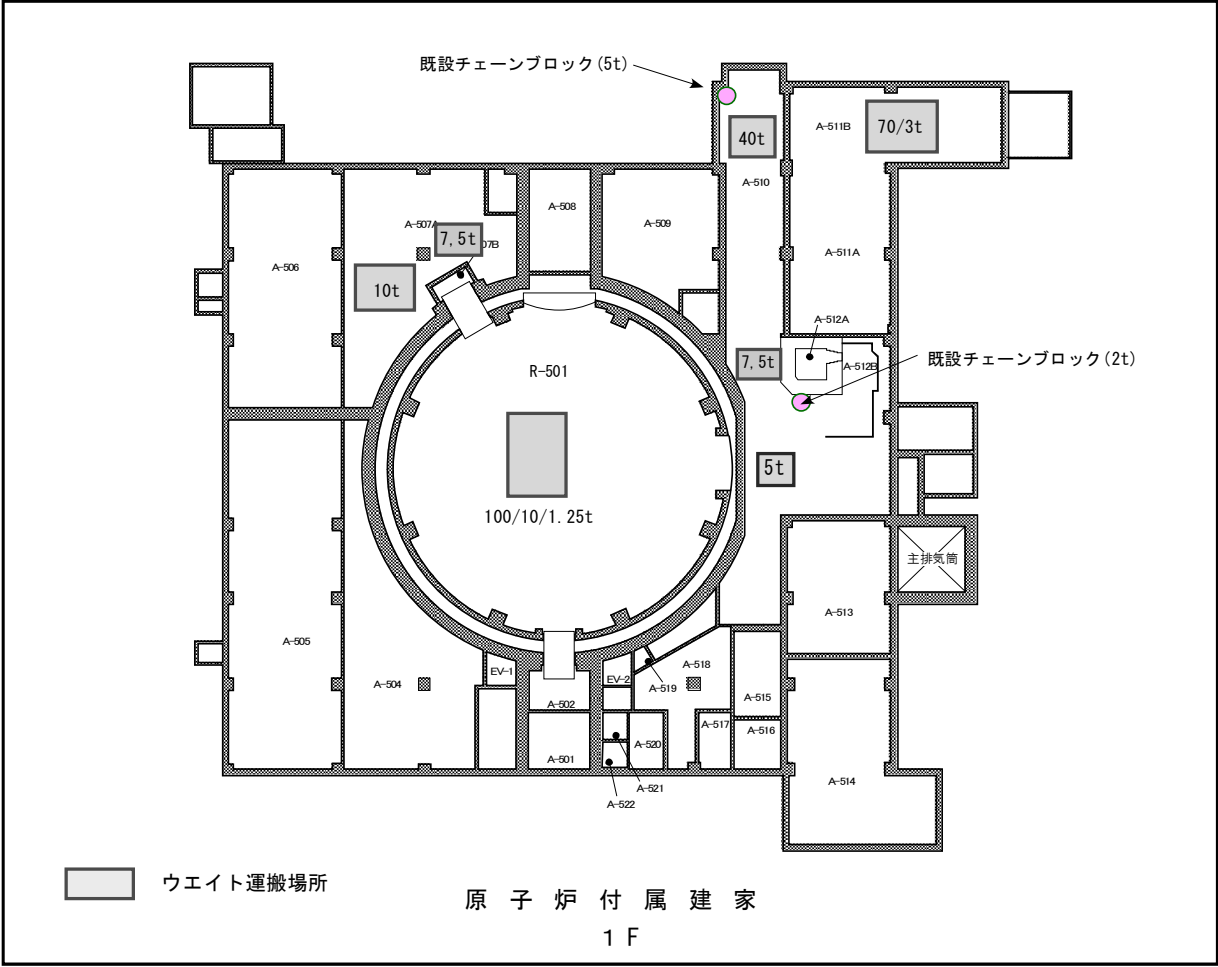 既設チェーンブロック(5t)
40t
A-511B
70/3t
A-510
A-508
A-509
A-507A
7,5t
07B
A-506
A-511A
10t
A-512A
既設チェーンブロック(2t)
7,5t
A-512B
R-501
5t
100/10/1.25t
主排気筒
A-513
A-505
A-504
EV-1
EV-2
A-518
A-519
A-515
A-502
A-517
A-516
A-520
A-501
A-514
A-521
A-522
ウエイト運搬場所
原子炉付属建家
1F